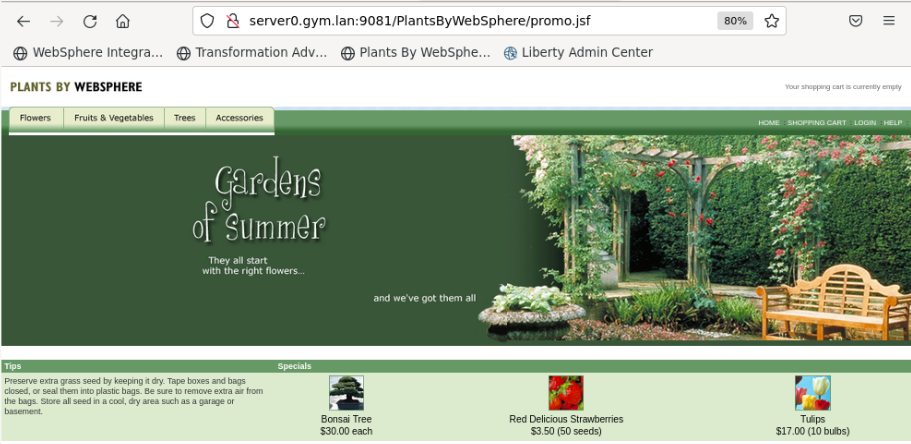 server0.gym.lan:9081/PlantsByWebSphere/promo.jsf
80%
WebSphere Integra...
Transformation Adv...
Plants By WebSphe...
Liberty Admin Center
PLANTS BY WEBSPHERE
Your shopping cart is currently empty
Flowers
Fruits & Vegetables
Trees
Accessories
HOME
SHOPPING CART
LOGIN
HELP
Gardens
of Summer
They all start
with the right flowers...
and we've got them all
Tips
Specials
Preserve extra grass seed by keeping it dry. Tape boxes and bags
closed, or seal them into plastic bags. Be sure to remove extra air from
the bags. Store all seed in a cool, dry area such as a garage or
basement.
Bonsai Tree
$30.00 each
Red Delicious Strawberries
$3.50 (50 seeds)
Tulips
$17.00 (10 bulbs)